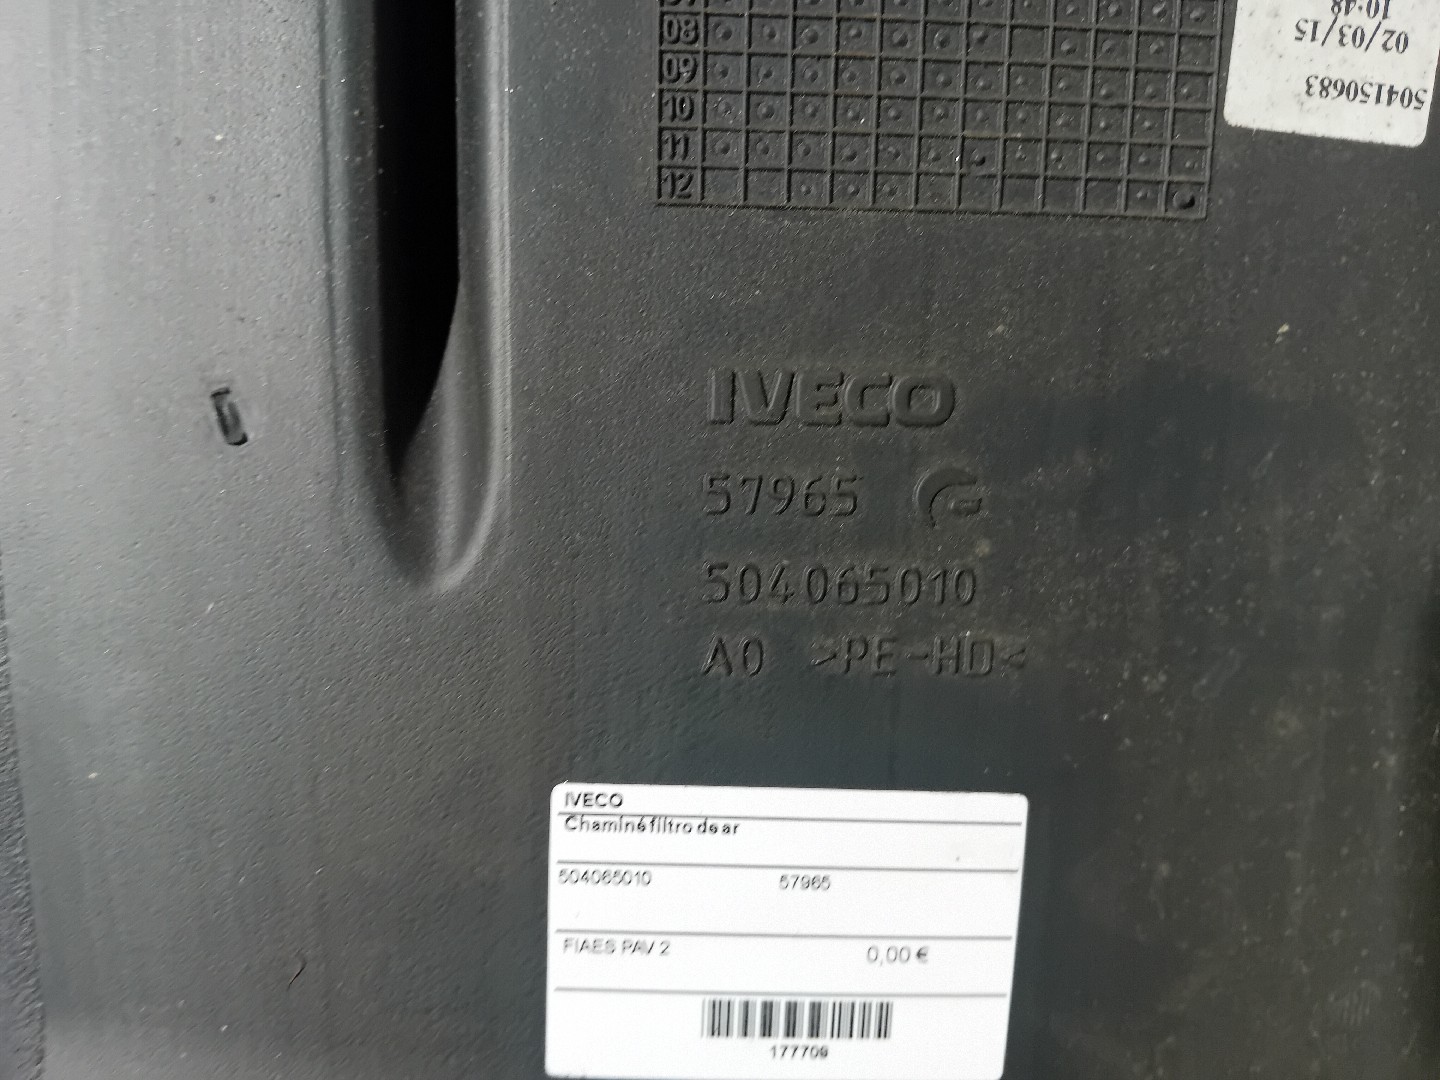 08
09
10
11
12
10:48
02/03/15
504150683
IVECO
57965
504065010
A0 >PE-HD<
IVECO
Chaminé filtro de ar
504065010 57965
FIAES PAV 2 0,00 €
177709